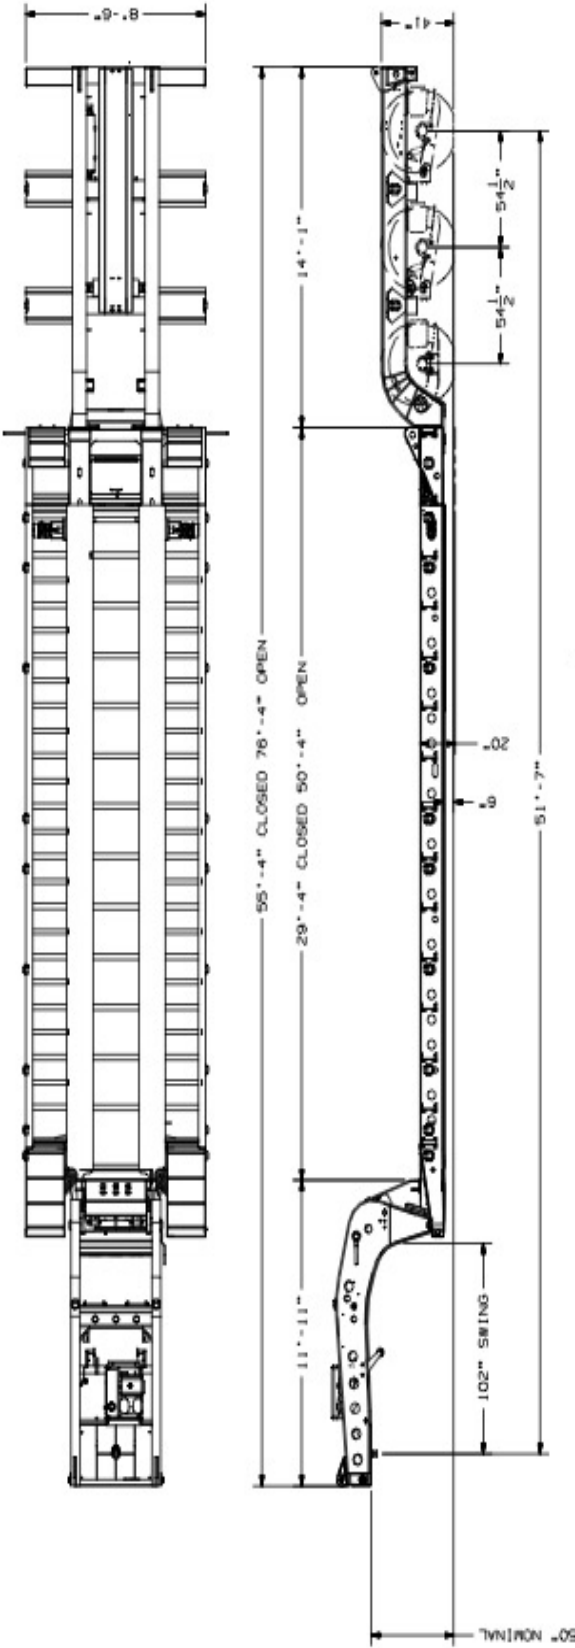 8'-6"
41"
54½"
14'-1"
54½"
55'-4" CLOSED 76'-4" OPEN
29'-4" CLOSED 50'-4" OPEN
20"
6"
51'-7"
102" SWING
11'-11"
50" NOMINAL